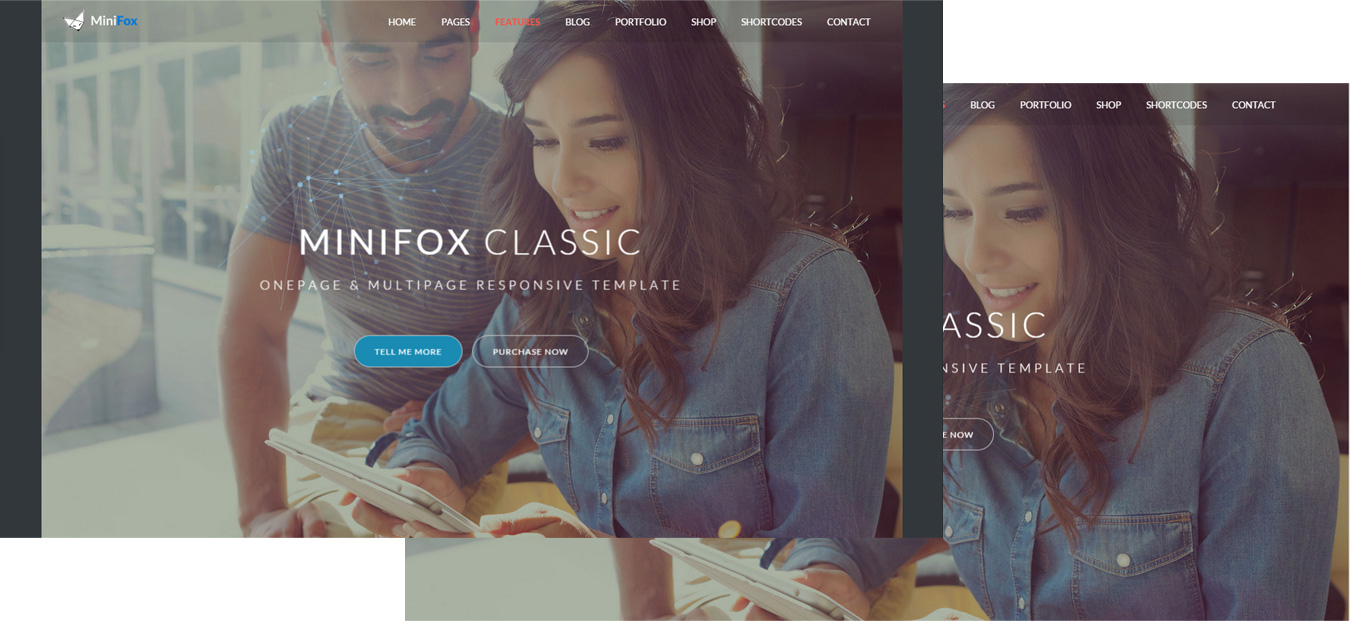 MiniFox
HOME PAGES FEATURES BLOG PORTFOLIO SHOP SHORTCODES CONTACT
MINIFOX CLASSIC
ONEPAGE & MULTIPAGE RESPONSIVE TEMPLATE
TELL ME MORE PURCHASE NOW
BLOG PORTFOLIO SHOP SHORTCODES CONTACT
ASSIC
NSIVE TEMPLATE
E NOW